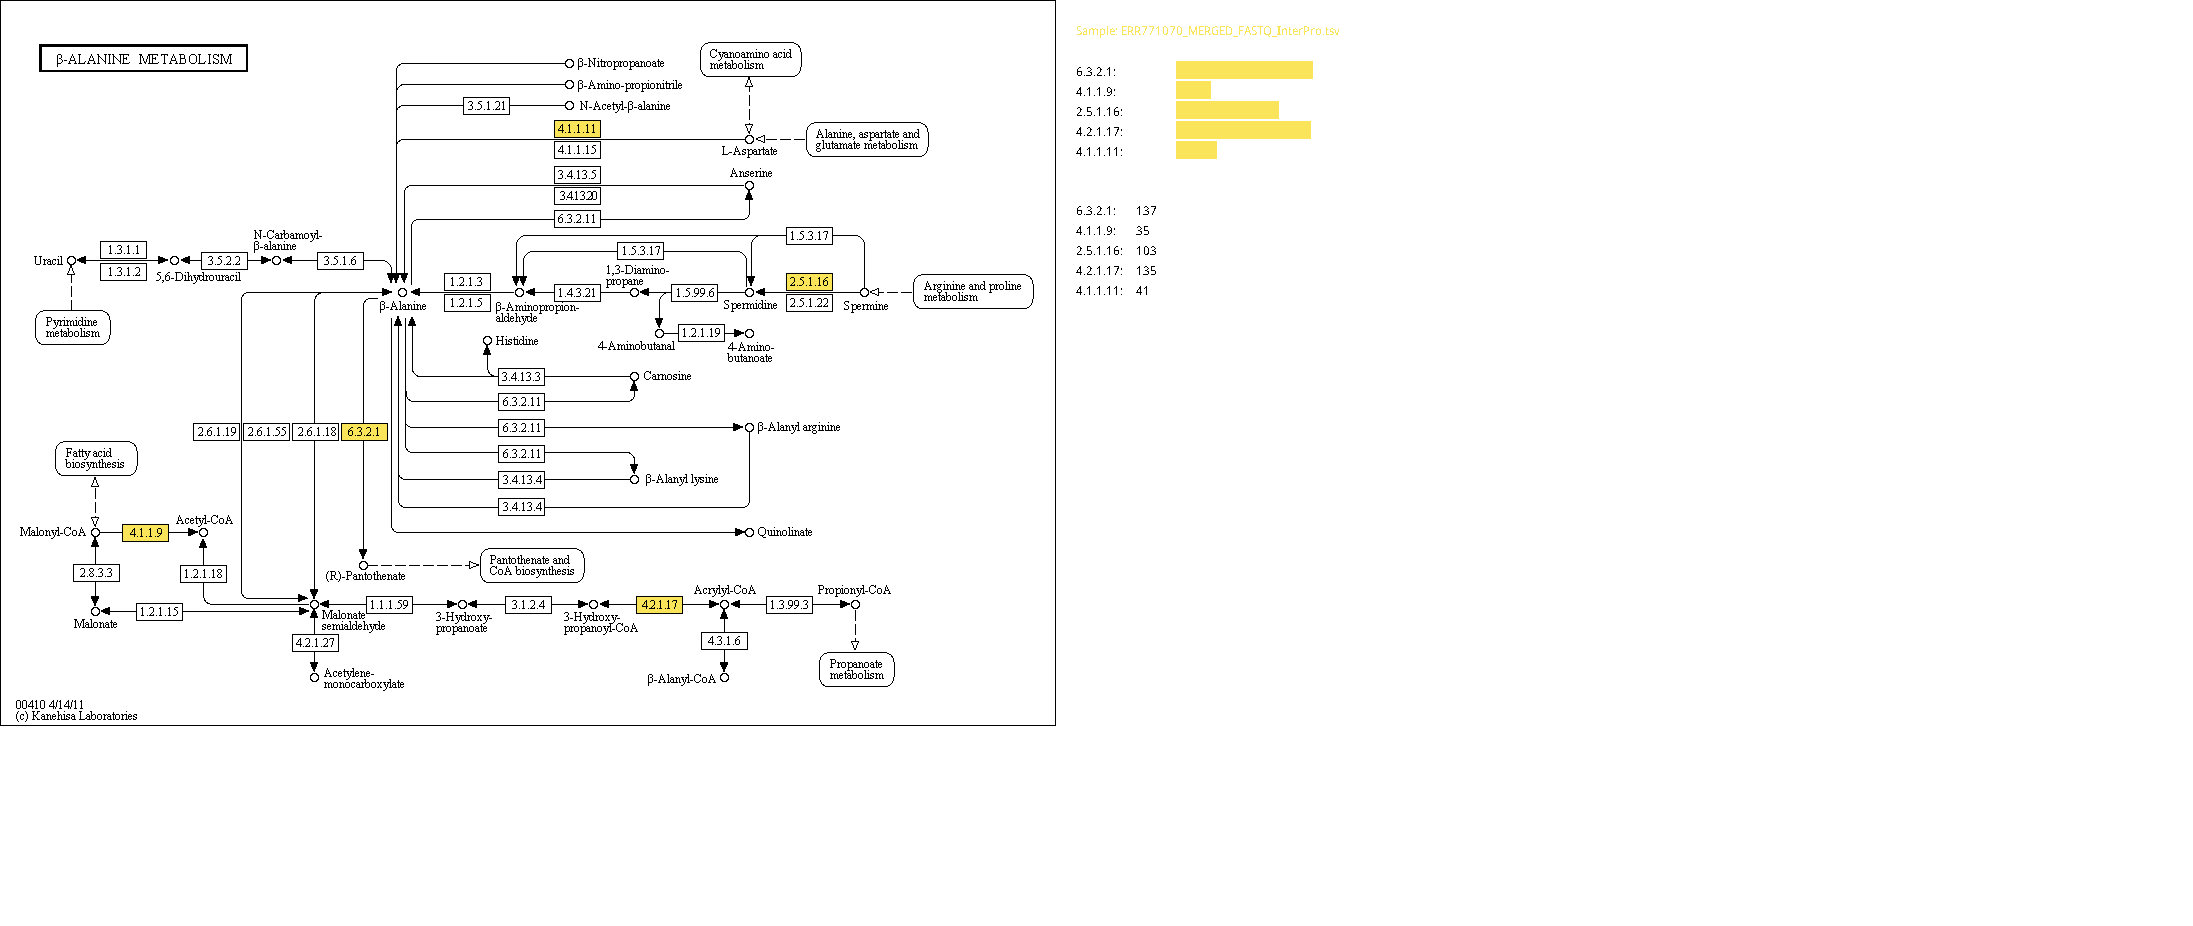 β-ALANINE METABOLISM
β-Nitropropanoate
β-Amino-propionitrile
3.5.1.21
N-Acetyl-β-alanine
Cyanoamino acid
metabolism
4.1.1.11
4.1.1.15
L-Aspartate
Alanine, aspartate and
glutamate metabolism
3.4.13.5
3.4.13.20
Anserine
6.3.2.11
Uracil
1.3.1.1
1.3.1.2
5,6-Dihydrouracil
3.5.2.2
N-Carbamoyl-
β-alanine
3.5.1.6
Pyrimidine
metabolism
1.5.3.17
1.5.3.17
1.2.1.3
1.2.1.5
β-Alanine
β-Aminopropion-
aldehyde
1.4.3.21
1,3-Diamino-
propane
1.5.99.6
Spermidine
2.5.1.16
2.5.1.22
Spermine
Arginine and proline
metabolism
4-Aminobutanal
1.2.1.19
4-Amino-
butanoate
Histidine
3.4.13.3
Carnosine
6.3.2.11
2.6.1.19
2.6.1.55
2.6.1.18
6.3.2.1
6.3.2.11
β-Alanyl arginine
6.3.2.11
3.4.13.4
β-Alanyl lysine
3.4.13.4
Quinolinate
Fatty acid
biosynthesis
Malonyl-CoA
4.1.1.9
Acetyl-CoA
2.8.3.3
1.2.1.18
(R)-Pantothenate
Pantothenate and
CoA biosynthesis
Malonate
1.2.1.15
Malonate
semialdehyde
1.1.1.59
3-Hydroxy-
propanoate
3.1.2.4
3-Hydroxy-
propanoyl-CoA
4.2.1.17
Acrylyl-CoA
1.3.99.3
Propionyl-CoA
4.2.1.27
Acetylene-
monocarboxylate
4.3.1.6
β-Alanyl-CoA
Propanoate
metabolism
00410 4/14/11
(c) Kanehisa Laboratories
Sample: ERR771070_MERGED_FASTQ_InterPro.tsv
6.3.2.1:
4.1.1.9:
2.5.1.16:
4.2.1.17:
4.1.1.11:
6.3.2.1: 137
4.1.1.9: 35
2.5.1.16: 103
4.2.1.17: 135
4.1.1.11: 41